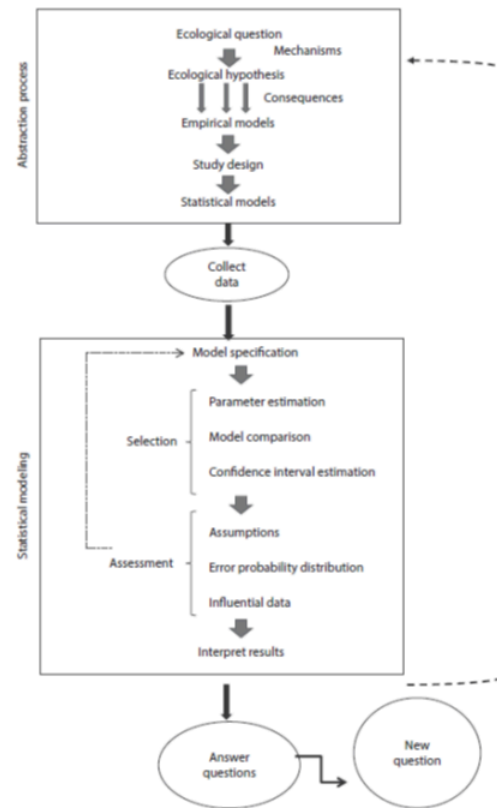 Abstraction process
Ecological question
Mechanisms
Ecological hypothesis
Consequences
Empirical models
Study design
Statistical models
Collect
data
Statistical modeling
Model specification
Selection
Parameter estimation
Model comparison
Confidence interval estimation
Assessment
Assumptions
Error probability distribution
Influential data
Interpret results
Answer
questions
New
question